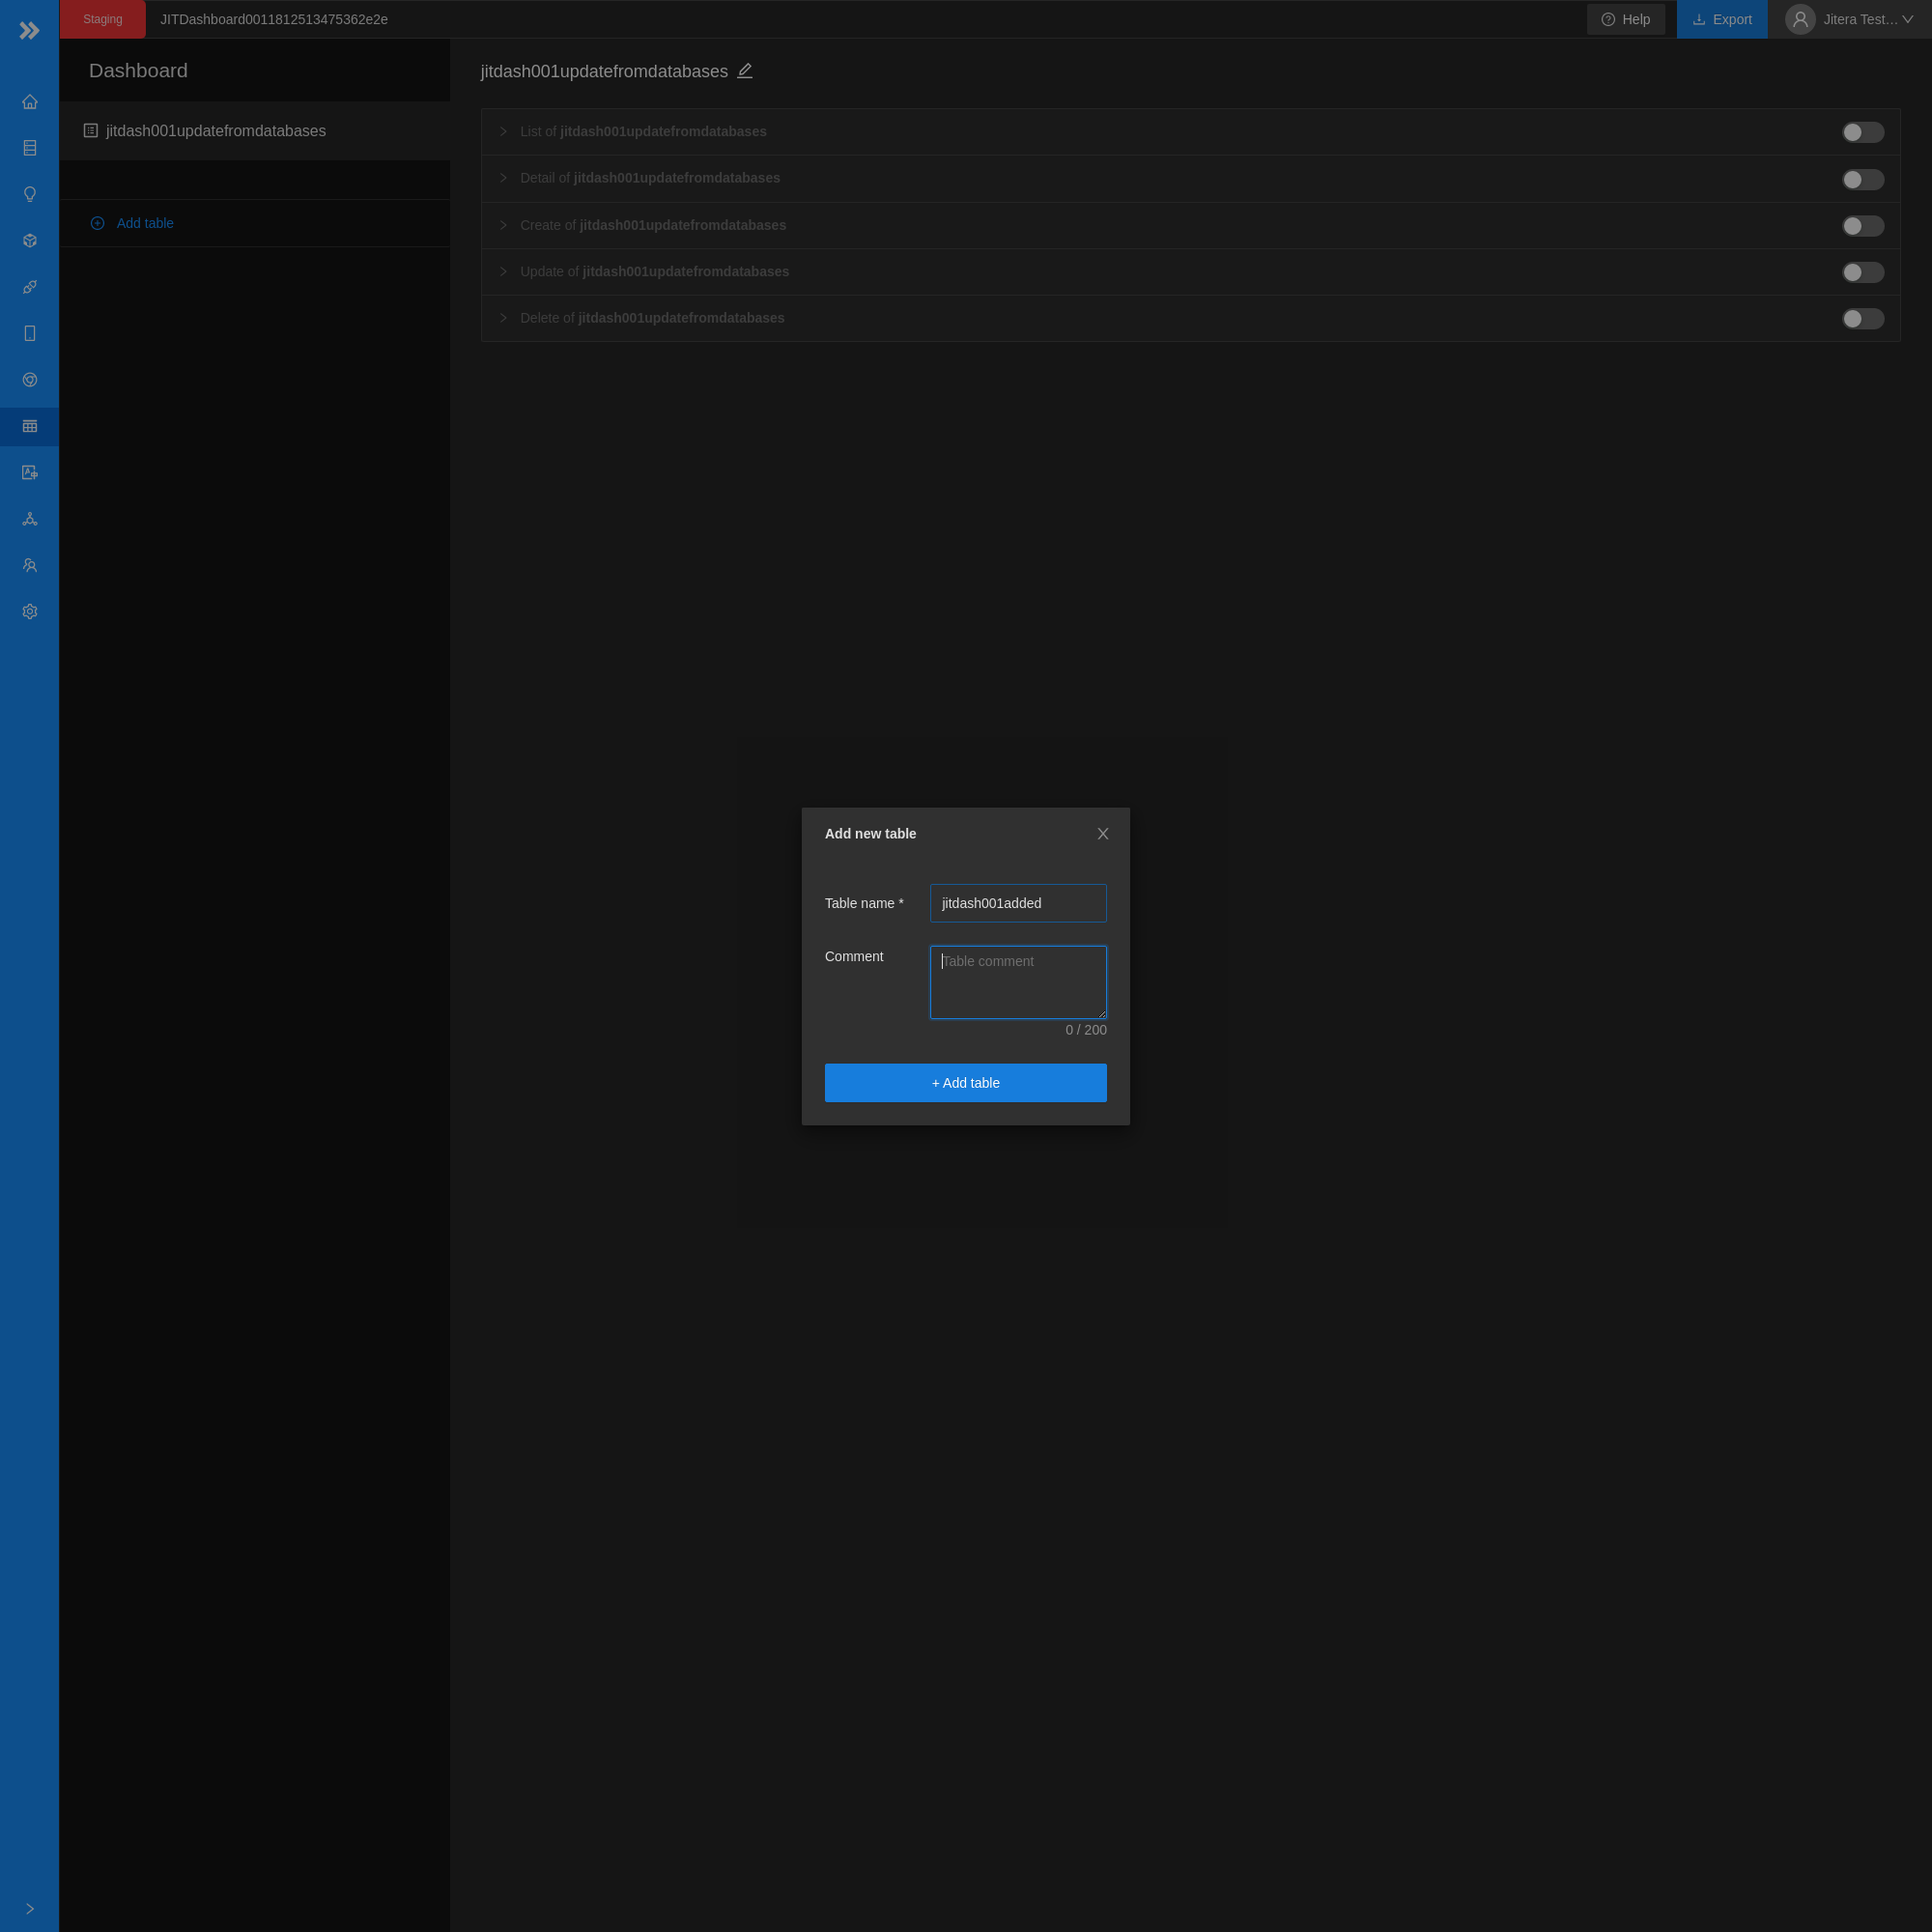 Staging
JITDashboard0011812513475362e2e
Help
Export
Jitera Test...
Dashboard
jitdash001updatefromdatabases
Add table
jitdash001updatefromdatabases
List of jitdash001updatefromdatabases
Detail of jitdash001updatefromdatabases
Create of jitdash001updatefromdatabases
Update of jitdash001updatefromdatabases
Delete of jitdash001updatefromdatabases
Add new table
Table name *
jitdash001added
Comment
Table comment
0 / 200
+ Add table